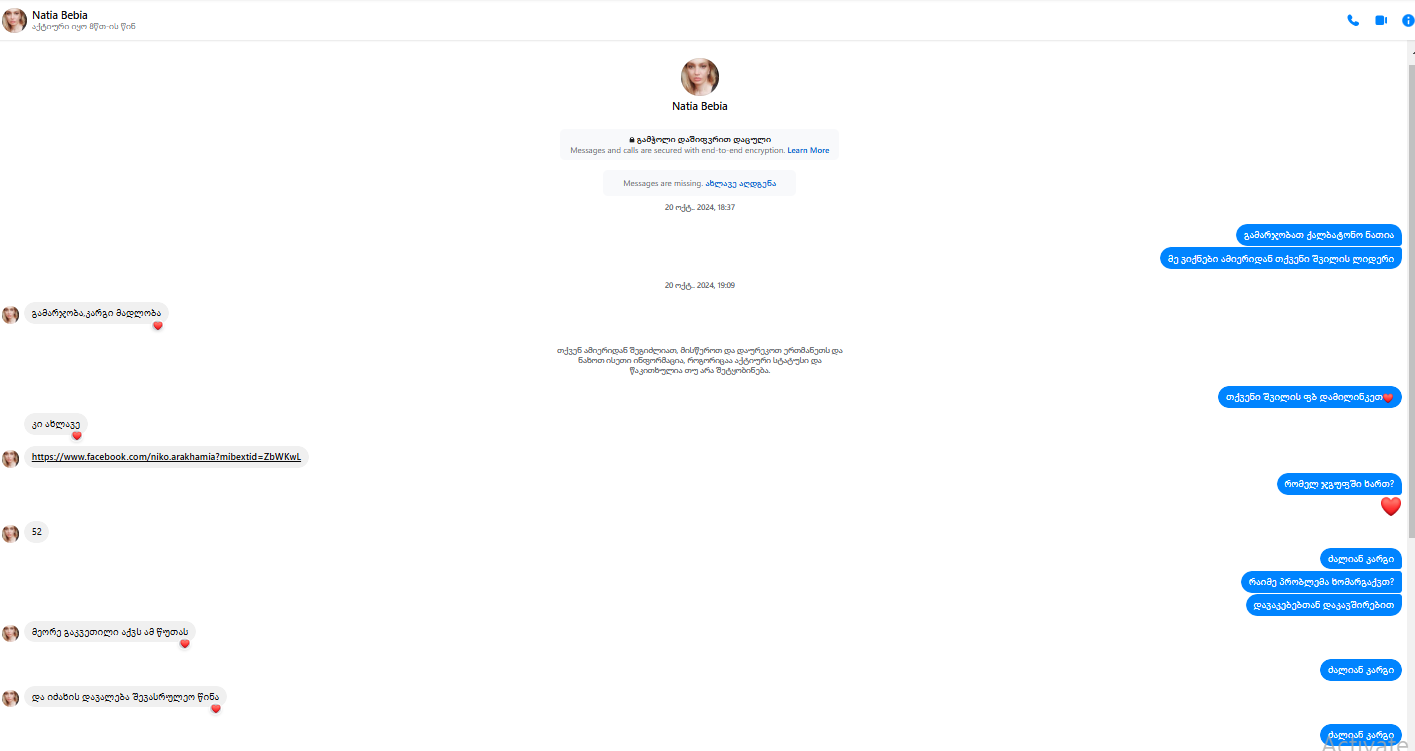 Natia Bebia
აქტიური იყო 8წთ-ის წინ
Natia Bebia
გამჭოლი დაშიფვრით დაცული
Messages and calls are secured with end-to-end encryption. Learn More
Messages are missing. ახლავე აღდგენა
20 ოქტ., 2024, 18:37
გამარჯობათ ქალბატონო ნათია
მე ვიქნები ამიერიდან თქვენი შვილის ლიდერი
20 ოქტ., 2024, 19:09
გამარჯობა,კარგი მადლობა
თქვენ ამიერიდან შეგიძლიათ, მისწეროთ და დაურეკოთ ერთმანეთს და
ნახოთ ისეთი ინფორმაცია, როგორიცაა აქტიური სტატუსი და
წაკითხულია თუ არა შეტყობინება.
თქვენი შვილის ფბ დამილინკეთ❤️
კი ახლავე
https://www.facebook.com/niko.arakhamia?mibextid=ZbWKwL
რომელ ჯგუფში ხართ?
52
ძალიან კარგი
რაიმე პრობლემა ხომარგაქვთ?
დავაკებებთან დაკავშირებით
მეორე გაკვეთილი აქვს ამ წუთას
ძალიან კარგი
და იძახის დავალება შევასრულეო წინა
ძალიან კარგი
Activate